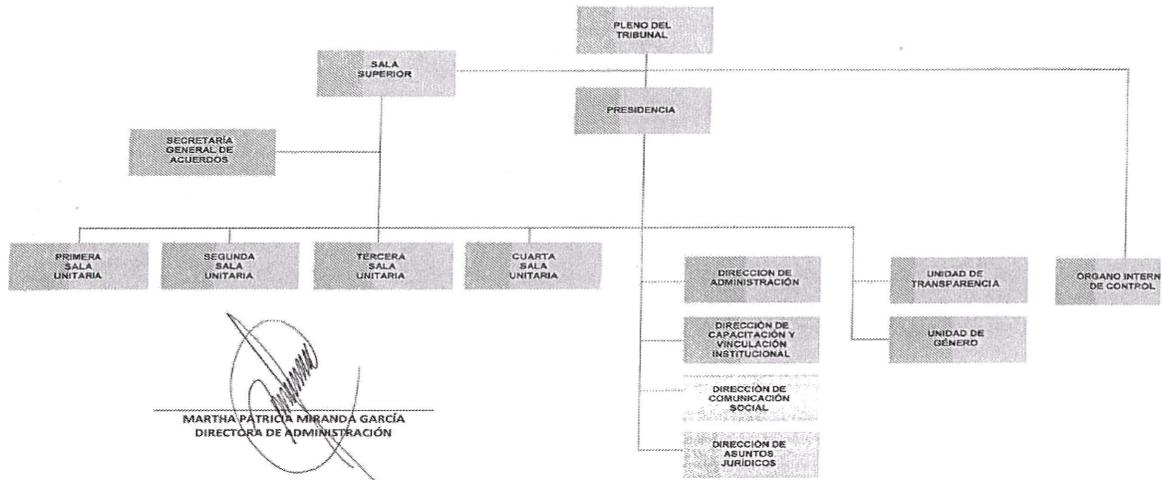 PLENO DEL
TRIBUNAL
SALA
SUPERIOR
PRESIDENCIA
SECRETARÍA
GENERAL DE
ACUERDOS
PRIMERA
SALA
UNITARIA
SEGUNDA
SALA
UNITARIA
TERCERA
SALA
UNITARIA
CUARTA
SALA
UNITARIA
DIRECCIÓN DE
ADMINISTRACIÓN
UNIDAD DE
TRANSPARENCIA
ÓRGANO INTERN
DE CONTROL
DIRECCIÓN DE
CAPACITACIÓN Y
VINCULACIÓN
INSTITUCIONAL
UNIDAD DE
GÉNERO
DIRECCIÓN DE
COMUNICACIÓN
SOCIAL
DIRECCIÓN DE
ASUNTOS
JURÍDICOS
MARTHA PATRICIA MIRANDA GARCÍA
DIRECTORA DE ADMINISTRACIÓN